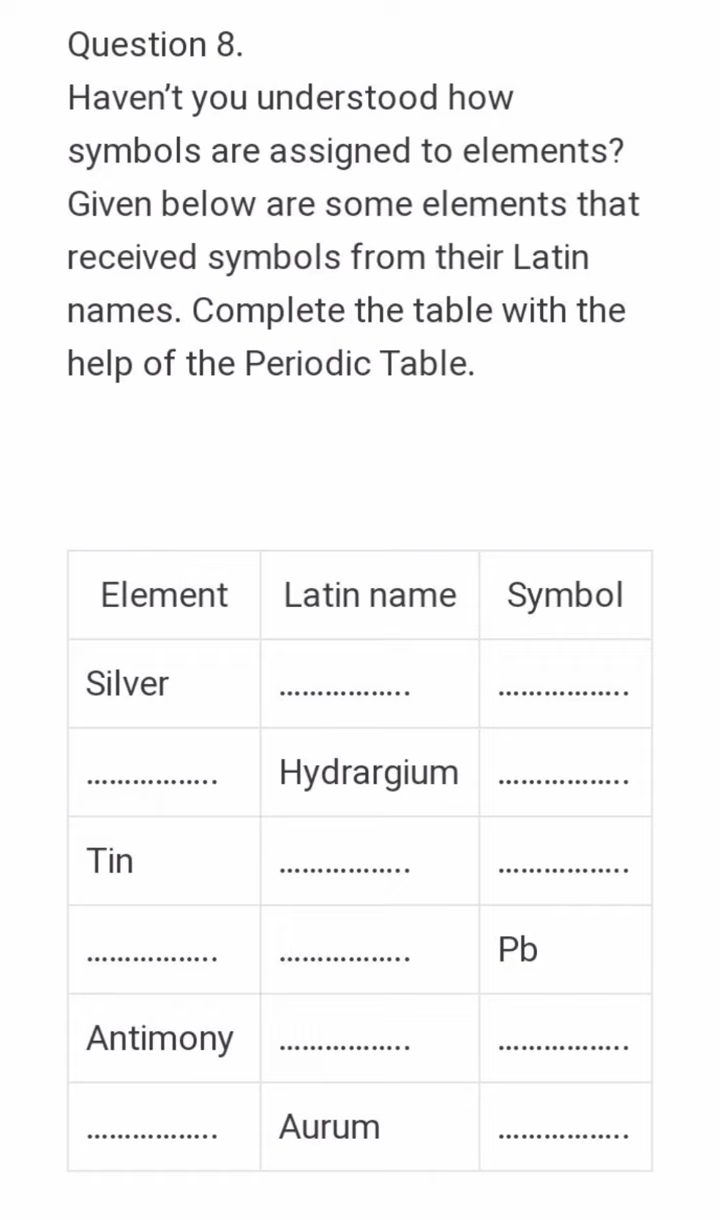 Question 8.
Haven’t you understood how
symbols are assigned to elements?
Given below are some elements that
received symbols from their Latin
names. Complete the table with the
help of the Periodic Table.
Element Latin name Symbol
Silver ................. .................
................. Hydrargium .................
Tin ................. .................
................. ................. Pb
Antimony ................. .................
................. Aurum .................